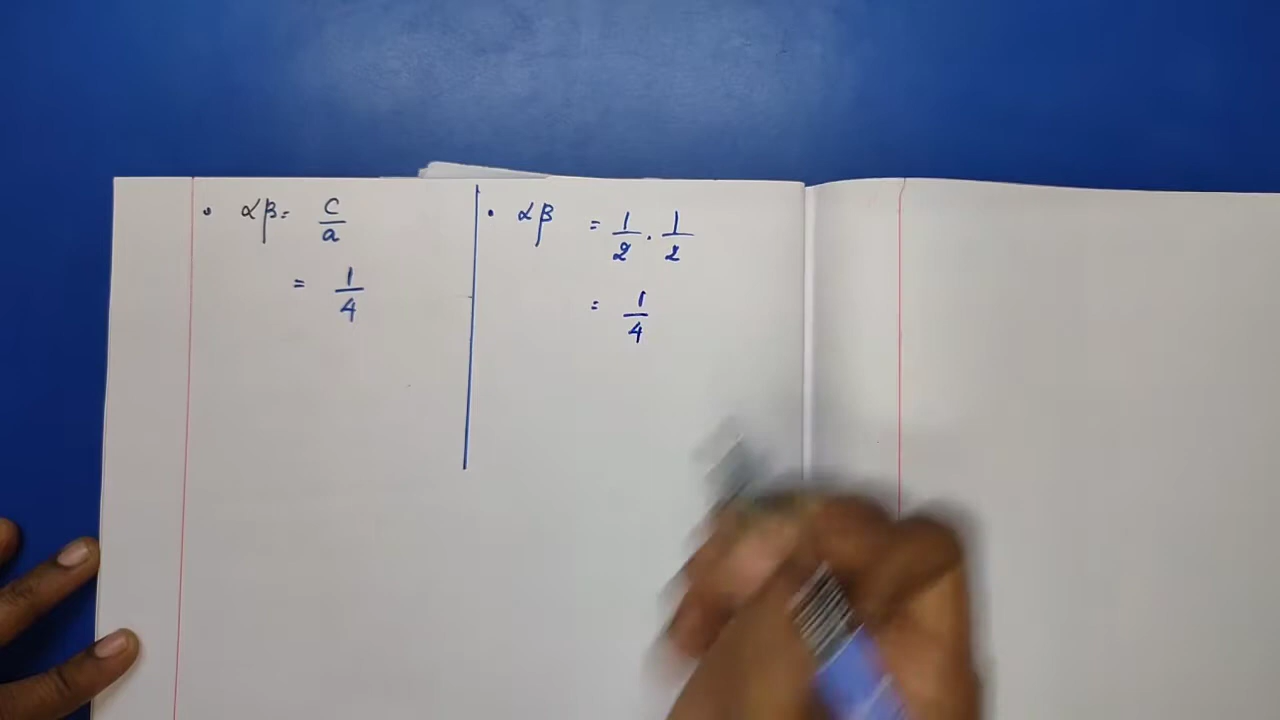 • αβ = c/a
= 1/4
• αβ = 1/2 . 1/2
= 1/4